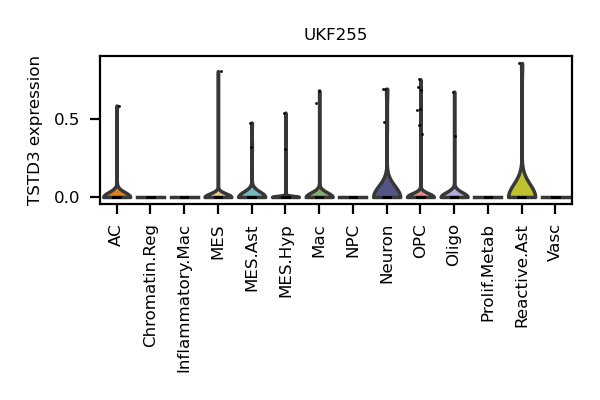 UKF255
TSTD3 expression
0.5
0.0
AC
Chromatin.Reg
Inflammatory.Mac
MES
MES.Ast
MES.Hyp
Mac
NPC
Neuron
OPC
Oligo
Prolif.Metab
Reactive.Ast
Vasc